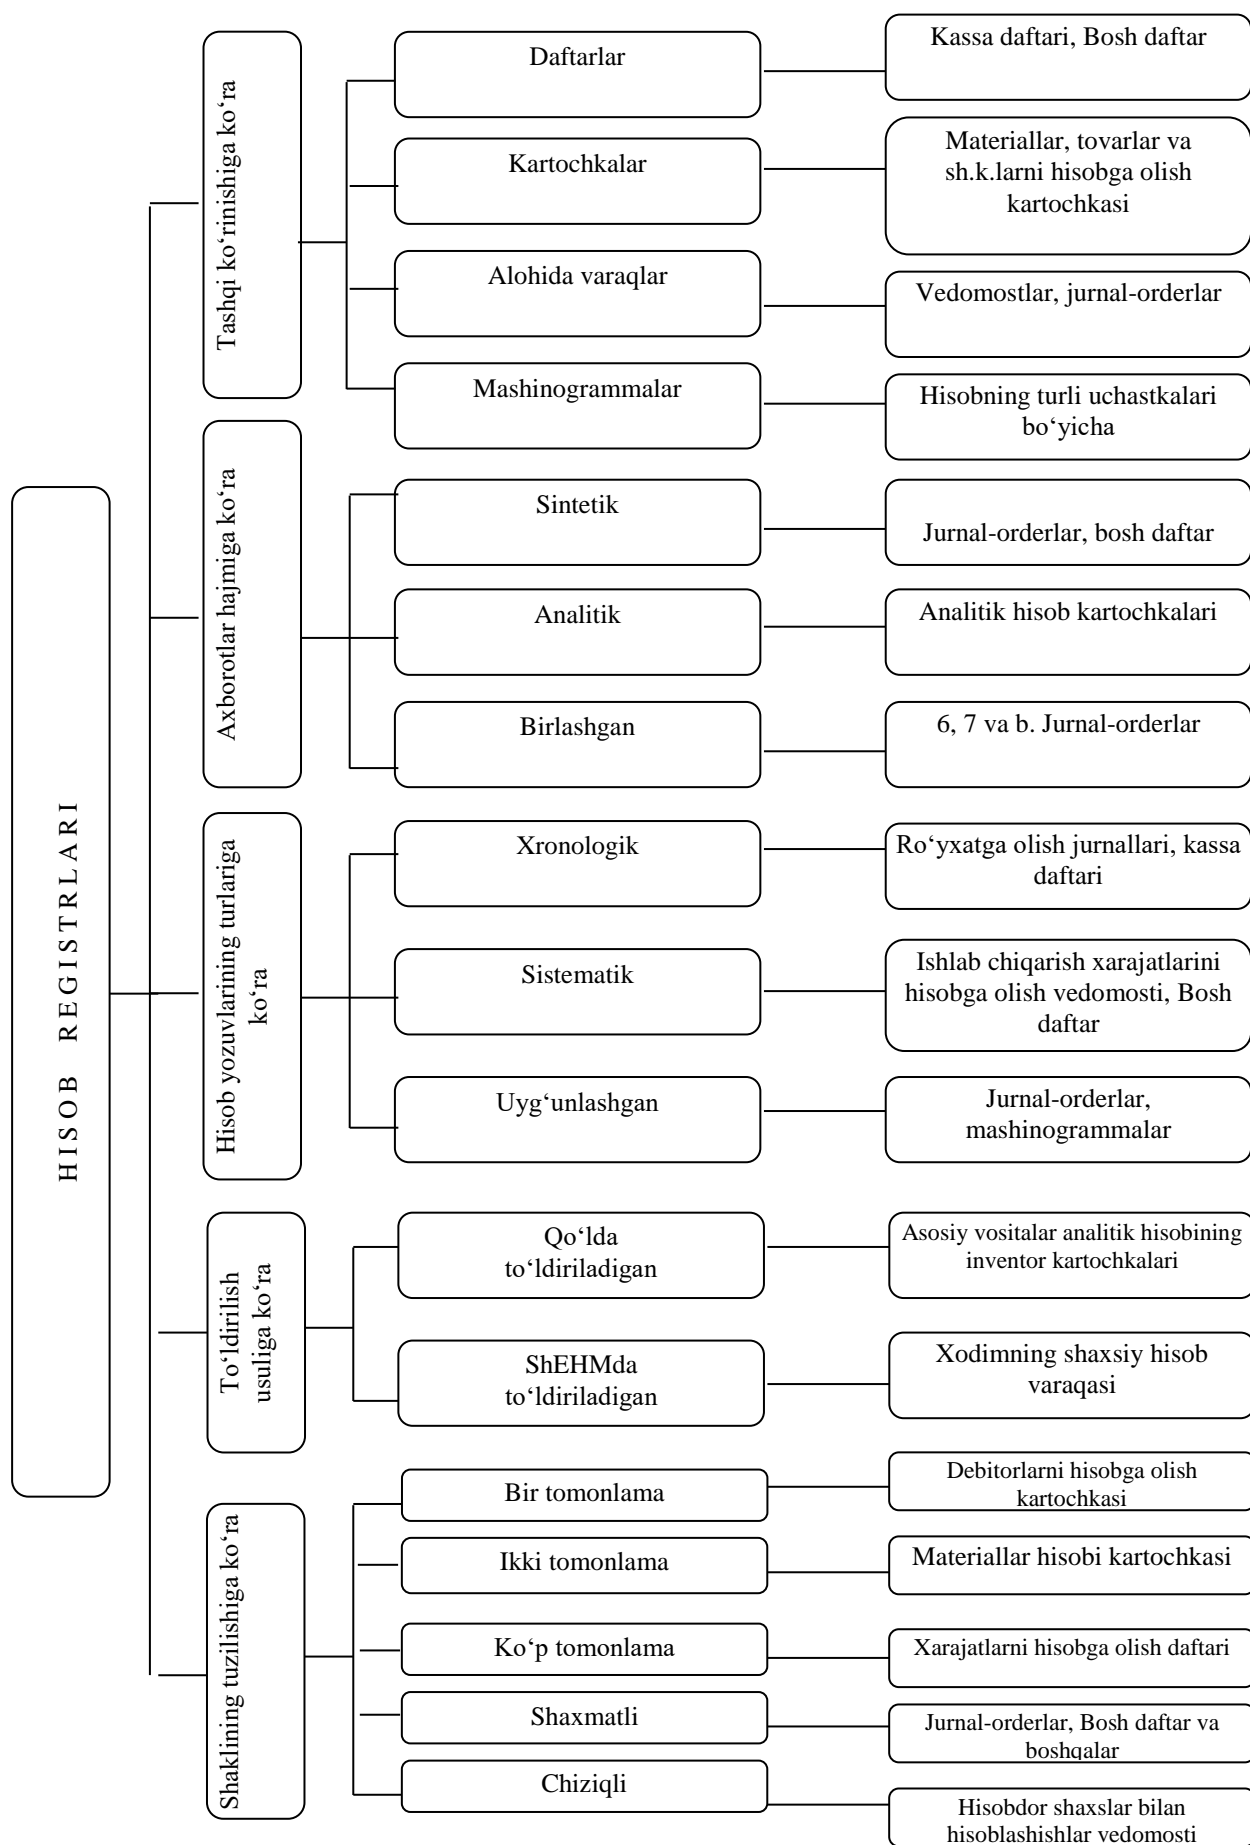 HISOB REGISTRLARI
Tashqi ko‘rinishiga ko‘ra
Daftarlar
Kassa daftari, Bosh daftar
Kartochkalar
Materiallar, tovarlar va
sh.k.larni hisobga olish
kartochkasi
Alohida varaqlar
Vedomostlar, jurnal-orderlar
Mashinogrammalar
Hisobning turli uchastkalari
bo‘yicha
Axborotlar hajmiga ko‘ra
Sintetik
Jurnal-orderlar, bosh daftar
Analitik
Analitik hisob kartochkalari
Birlashgan
6, 7 va b. Jurnal-orderlar
Hisob yozuvlarining turlariga
ko‘ra
Xronologik
Ro‘yxatga olish jurnallari, kassa
daftari
Sistematik
Ishlab chiqarish xarajatlarini
hisobga olish vedomosti, Bosh
daftar
Uyg‘unlashgan
Jurnal-orderlar,
mashinogrammalar
To‘ldirilish
usuliga ko‘ra
Qo‘lda
to‘ldiriladigan
Asosiy vositalar analitik hisobining
inventor kartochkalari
ShEHMda
to‘ldiriladigan
Xodimning shaxsiy hisob
varaqasi
Shaklining tuzilishiga ko‘ra
Bir tomonlama
Debitorlarni hisobga olish
kartochkasi
Ikki tomonlama
Materiallar hisobi kartochkasi
Ko‘p tomonlama
Xarajatlarni hisobga olish daftari
Shaxmatli
Jurnal-orderlar, Bosh daftar va
boshqalar
Chiziqli
Hisobdor shaxslar bilan
hisoblashishlar vedomosti